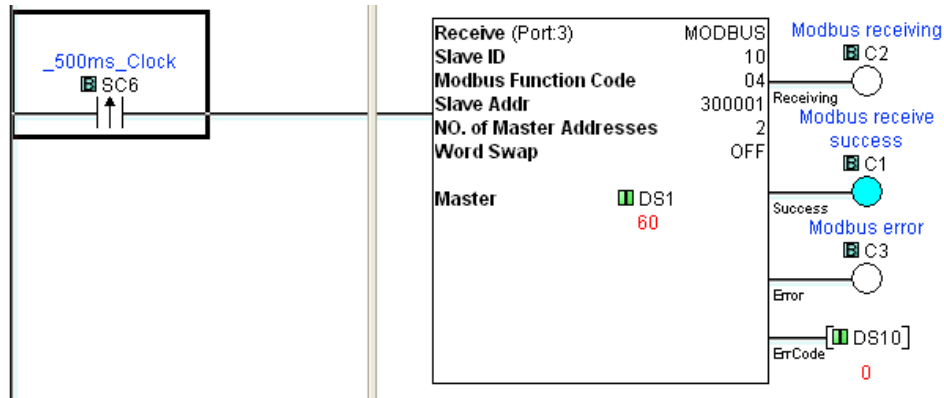 _500ms_Clock
SC6
Receive (Port:3) MODBUS
Slave ID 10
Modbus Function Code 04
Slave Addr 300001
NO. of Master Addresses 2
Word Swap OFF
Master DS1
60
Modbus receiving
C2
Receiving
Modbus receive
success
C1
Success
Modbus error
C3
Error
DS10
ErrCode
0